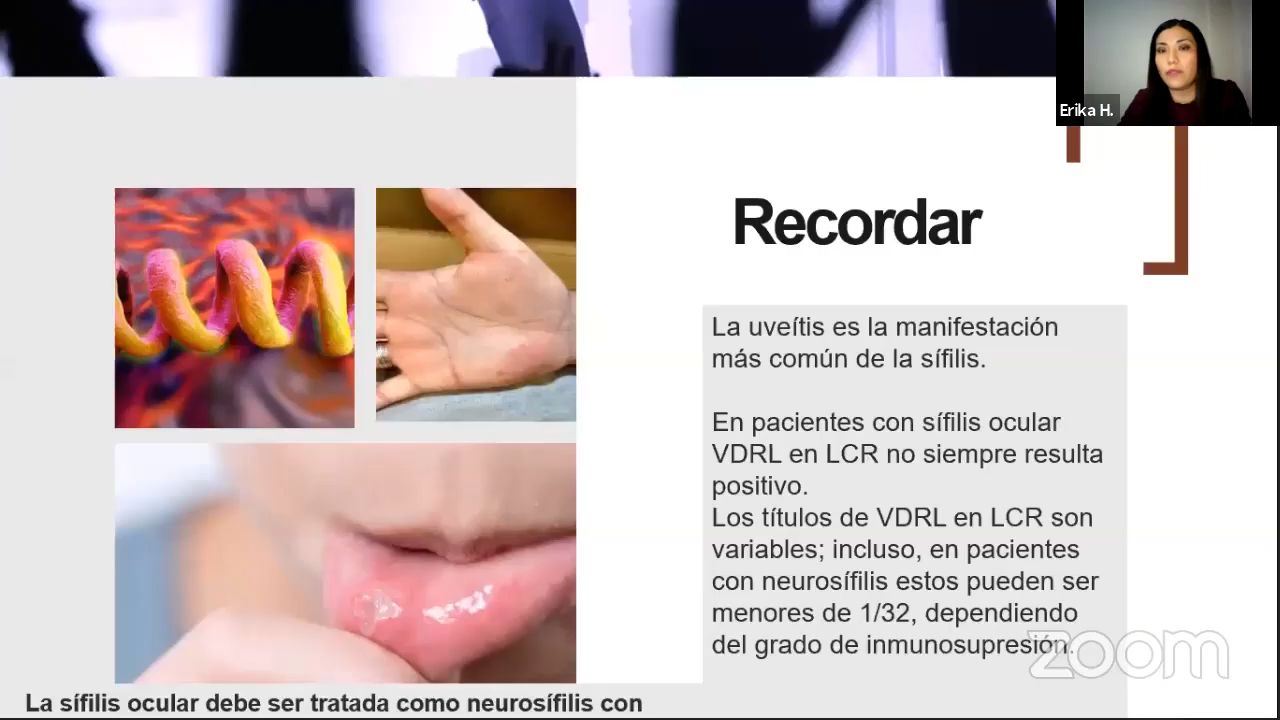 Erika H.
Recordar
La uveítis es la manifestación
más común de la sífilis.
En pacientes con sífilis ocular
VDRL en LCR no siempre resulta
positivo.
Los títulos de VDRL en LCR son
variables; incluso, en pacientes
con neurosífilis estos pueden ser
menores de 1/32, dependiendo
del grado de inmunosupresión.
zoom
La sífilis ocular debe ser tratada como neurosífilis con